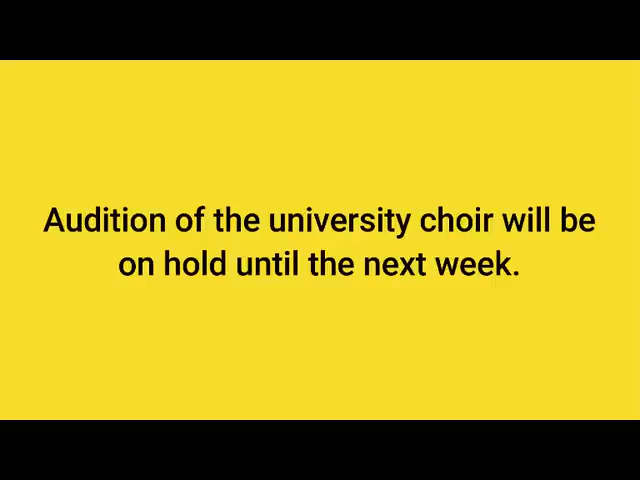 Audition of the university choir will be
on hold until the next week.